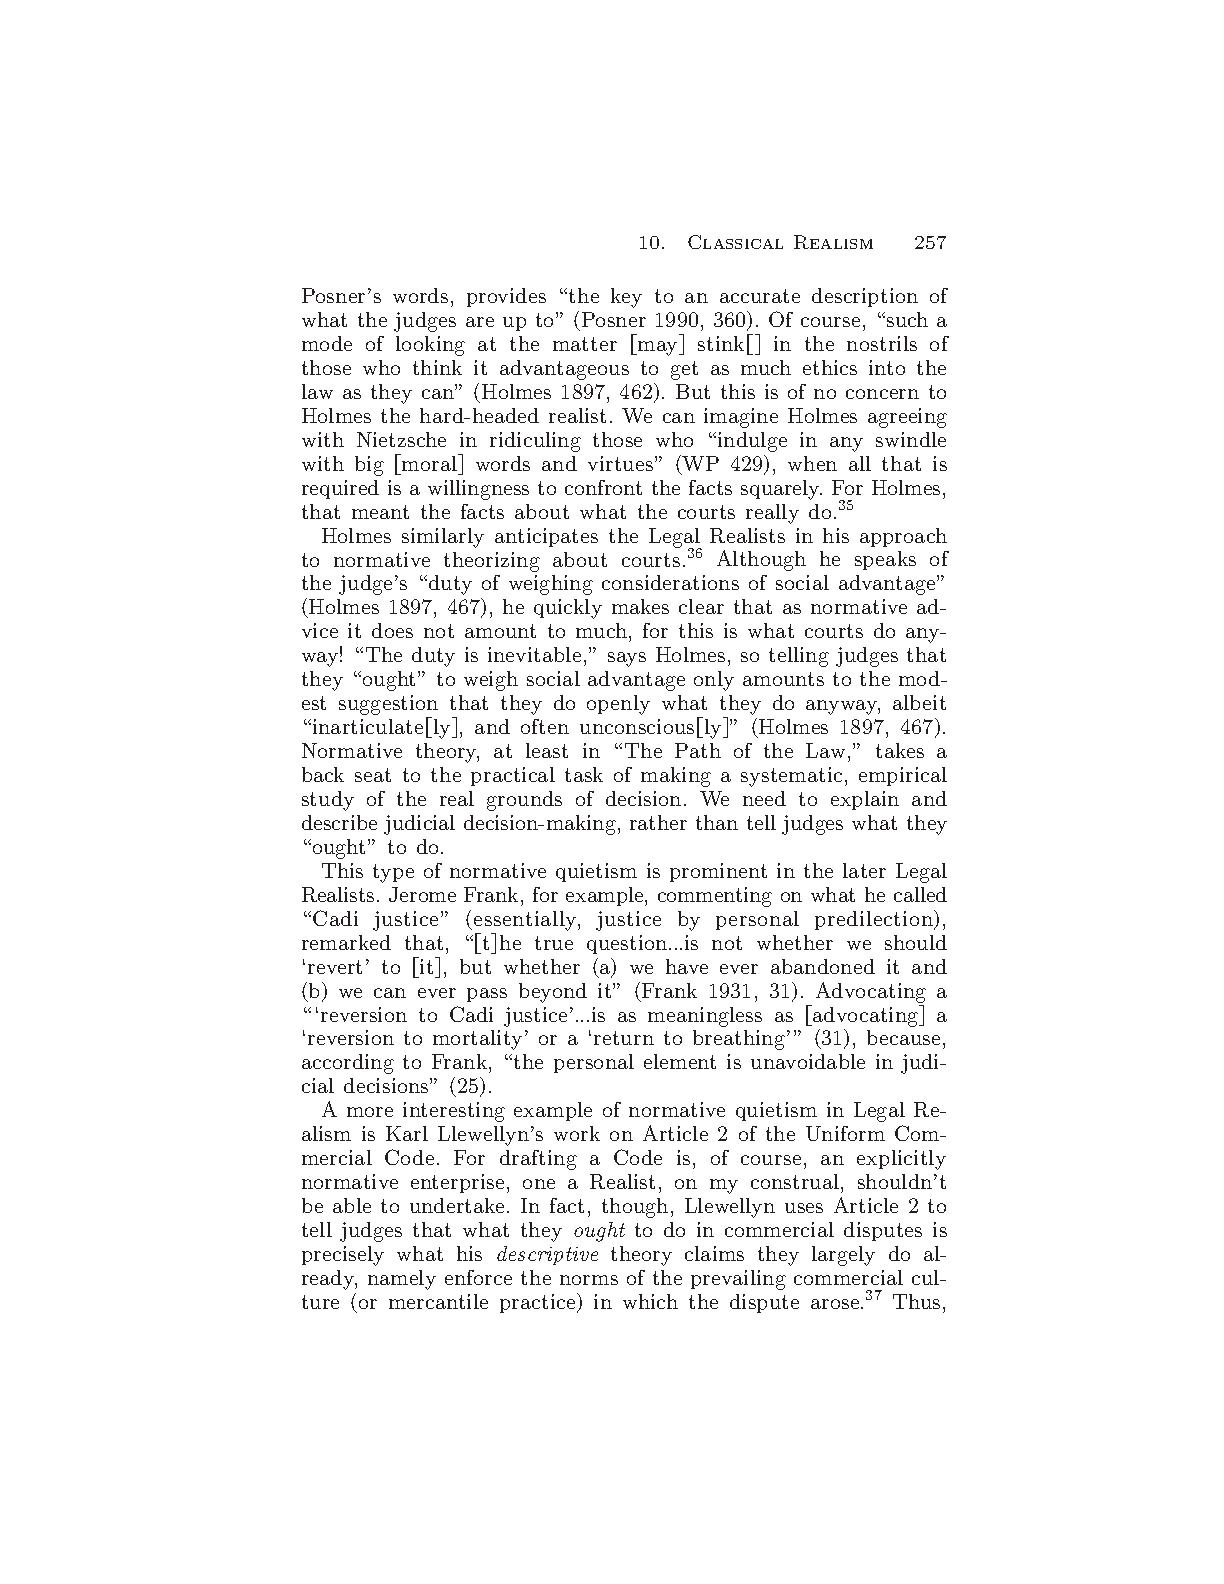 10. Classical Realism 257
Posner’s words, provides “the key to an accurate description of
what the judges are up to” (Posner 1990, 360). Of course, “such a
mode of looking at the matter [may] stink[] in the nostrils of
those who think it advantageous to get as much ethics into the
law as they can” (Holmes 1897, 462). But this is of no concern to
Holmes the hard-headed realist. We can imagine Holmes agreeing
with Nietzsche in ridiculing those who “indulge in any swindle
with big [moral] words and virtues” (WP 429), when all that is
required is a willingness to confront the facts squarely. For Holmes,
that meant the facts about what the courts really do.35
Holmes similarly anticipates the Legal Realists in his approach
to normative theorizing about courts.36 Although he speaks of
the judge’s “duty of weighing considerations of social advantage”
(Holmes 1897, 467), he quickly makes clear that as normative ad-
vice it does not amount to much, for this is what courts do any-
way! “The duty is inevitable,” says Holmes, so telling judges that
they “ought” to weigh social advantage only amounts to the mod-
est suggestion that they do openly what they do anyway, albeit
“inarticulate[ly], and often unconscious[ly]” (Holmes 1897, 467).
Normative theory, at least in “The Path of the Law,” takes a
back seat to the practical task of making a systematic, empirical
study of the real grounds of decision. We need to explain and
describe judicial decision-making, rather than tell judges what they
“ought” to do.
This type of normative quietism is prominent in the later Legal
Realists. Jerome Frank, for example, commenting on what he called
“Cadi justice” (essentially, justice by personal predilection),
remarked that, “[t]he true question...is not whether we should
‘revert’ to [it], but whether (a) we have ever abandoned it and
(b) we can ever pass beyond it” (Frank 1931, 31). Advocating a
“‘reversion to Cadi justice’...is as meaningless as [advocating] a
‘reversion to mortality’ or a ‘return to breathing’” (31), because,
according to Frank, “the personal element is unavoidable in judi-
cial decisions” (25).
A more interesting example of normative quietism in Legal Re-
alism is Karl Llewellyn’s work on Article 2 of the Uniform Com-
mercial Code. For drafting a Code is, of course, an explicitly
normative enterprise, one a Realist, on my construal, shouldn’t
be able to undertake. In fact, though, Llewellyn uses Article 2 to
tell judges that what they ought to do in commercial disputes is
precisely what his descriptive theory claims they largely do al-
ready, namely enforce the norms of the prevailing commercial cul-
ture (or mercantile practice) in which the dispute arose.37 Thus,